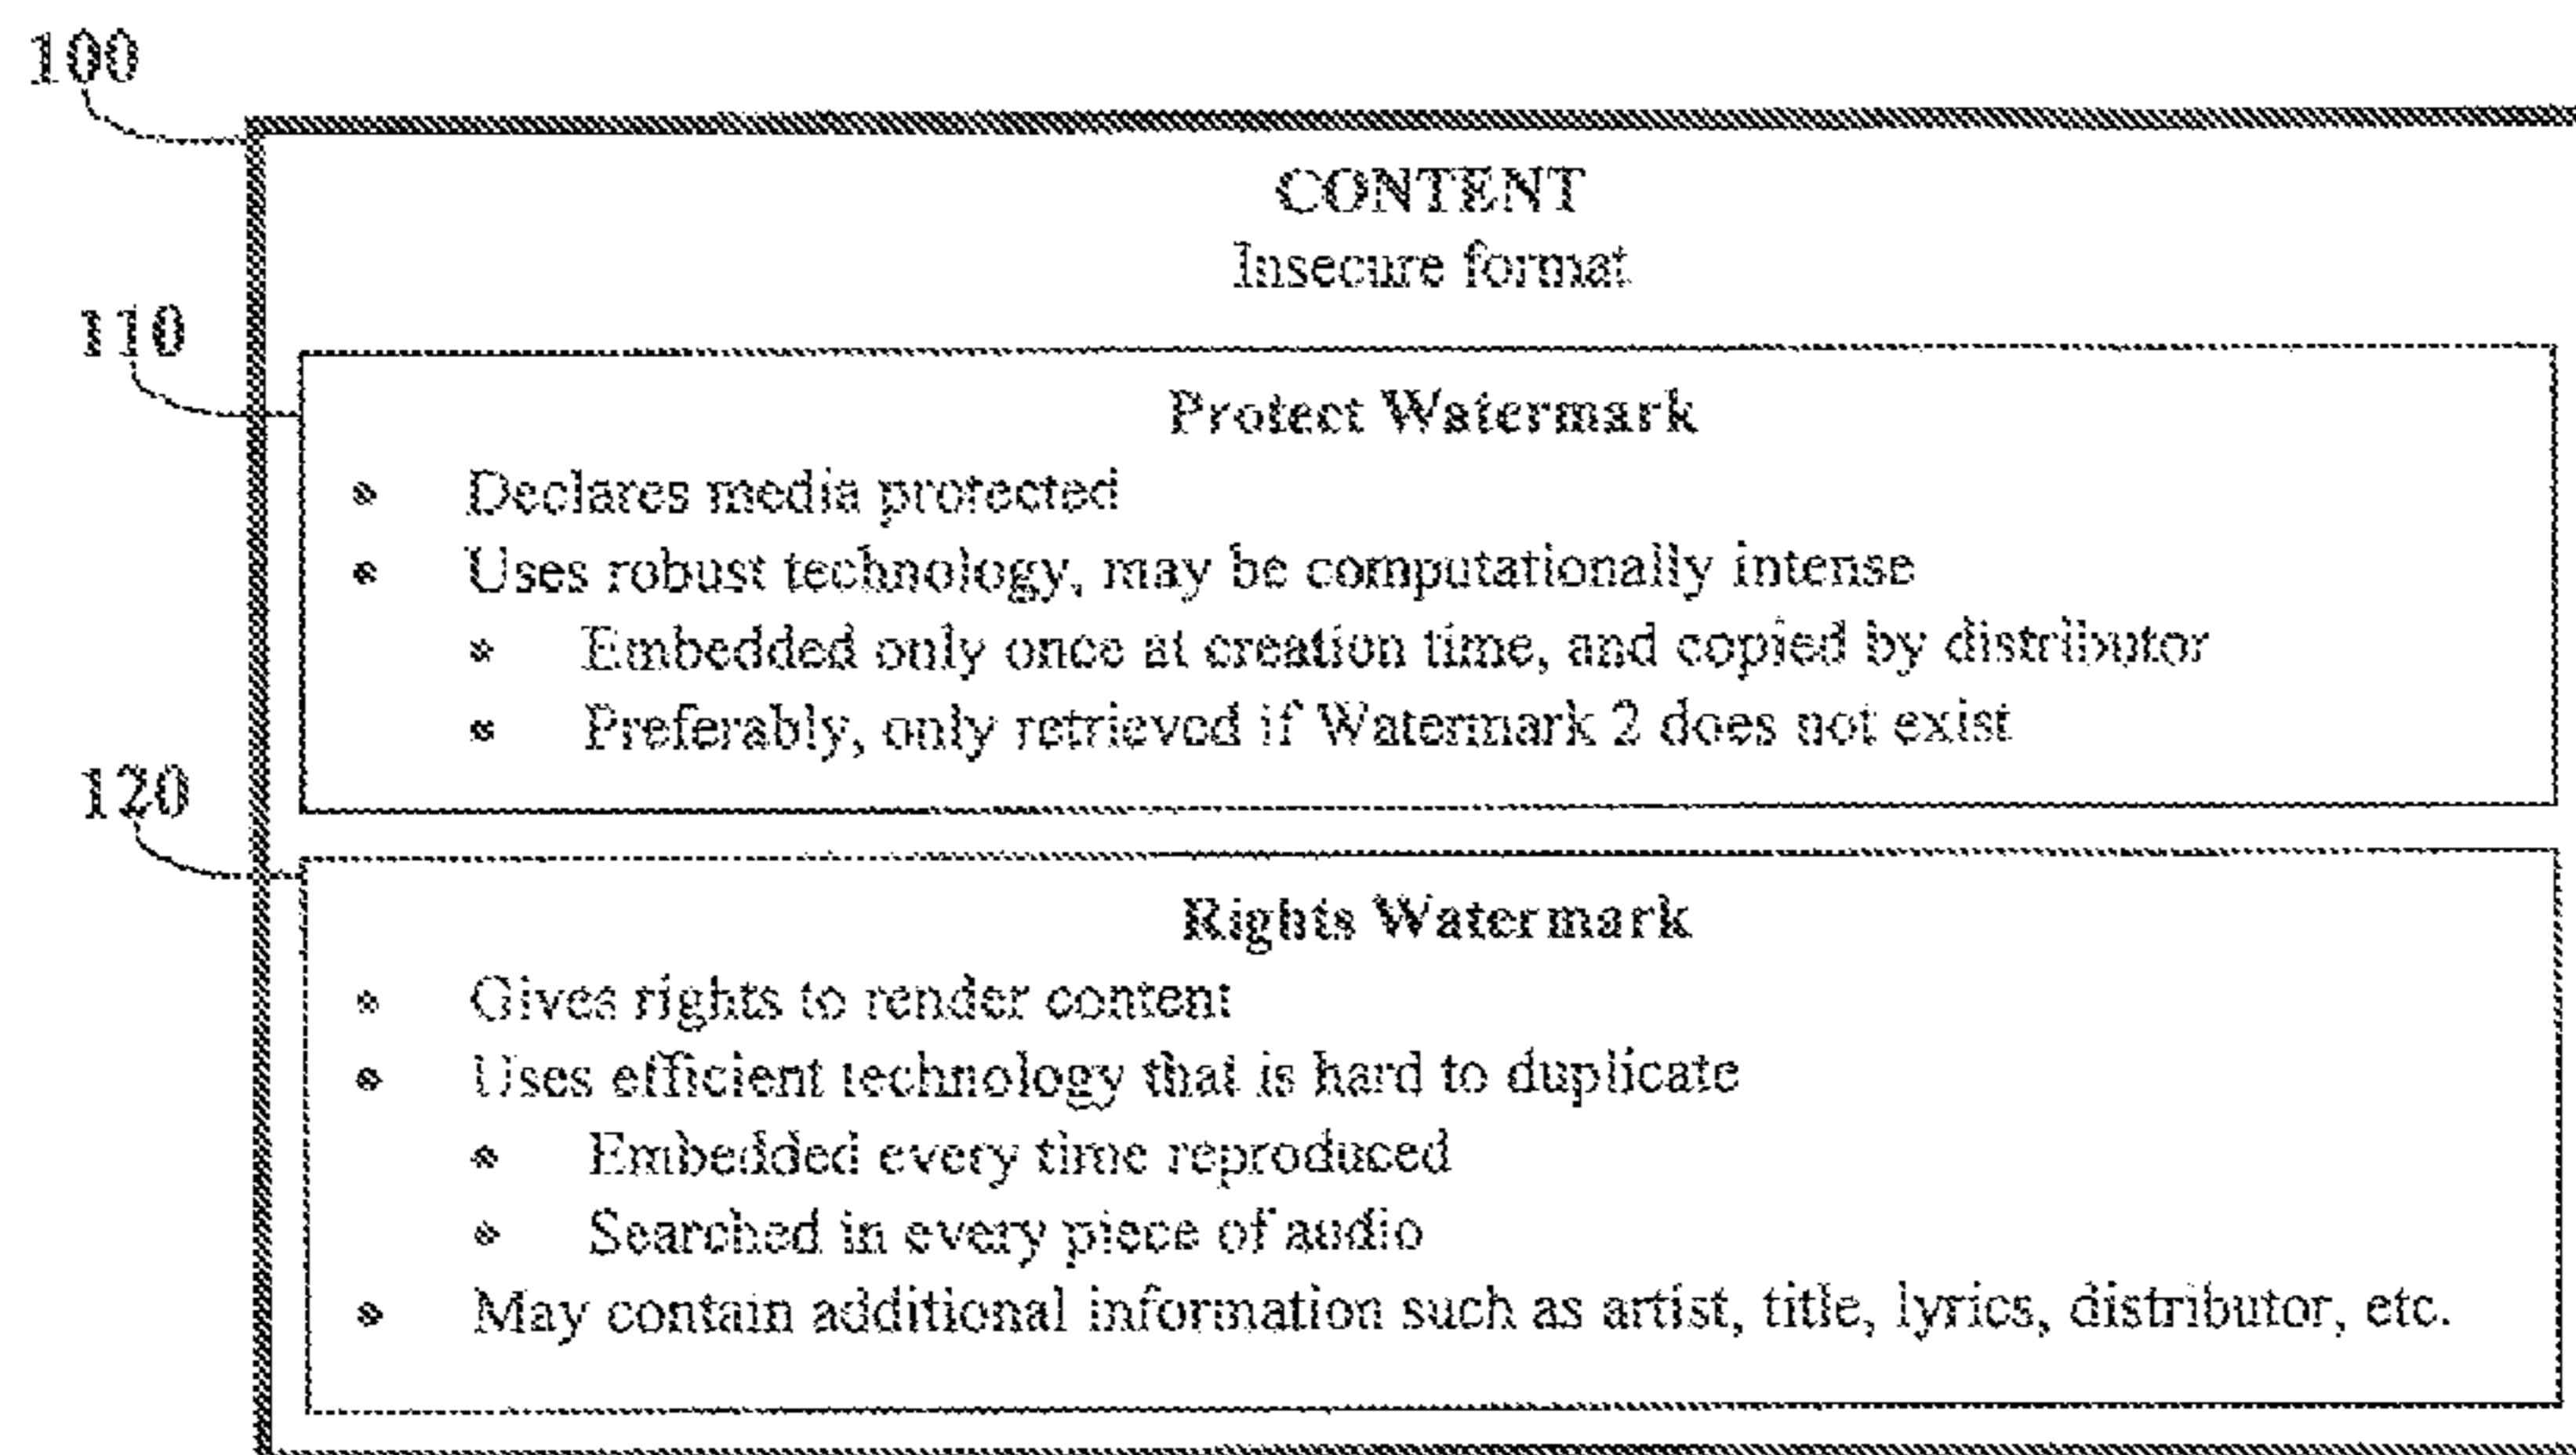 100
CONTENT
Insecure format
110
Protect Watermark
• Declares media protected
• Uses robust technology, may be computationally intense
• Embedded only once at creation time, and copied by distributor
• Preferably, only retrieved if Watermark 2 does not exist
120
Rights Watermark
• Gives rights to render content
• Uses efficient technology that is hard to duplicate
• Embedded every time reproduced
• Searched in every piece of audio
• May contain additional information such as artist, title, lyrics, distributor, etc.